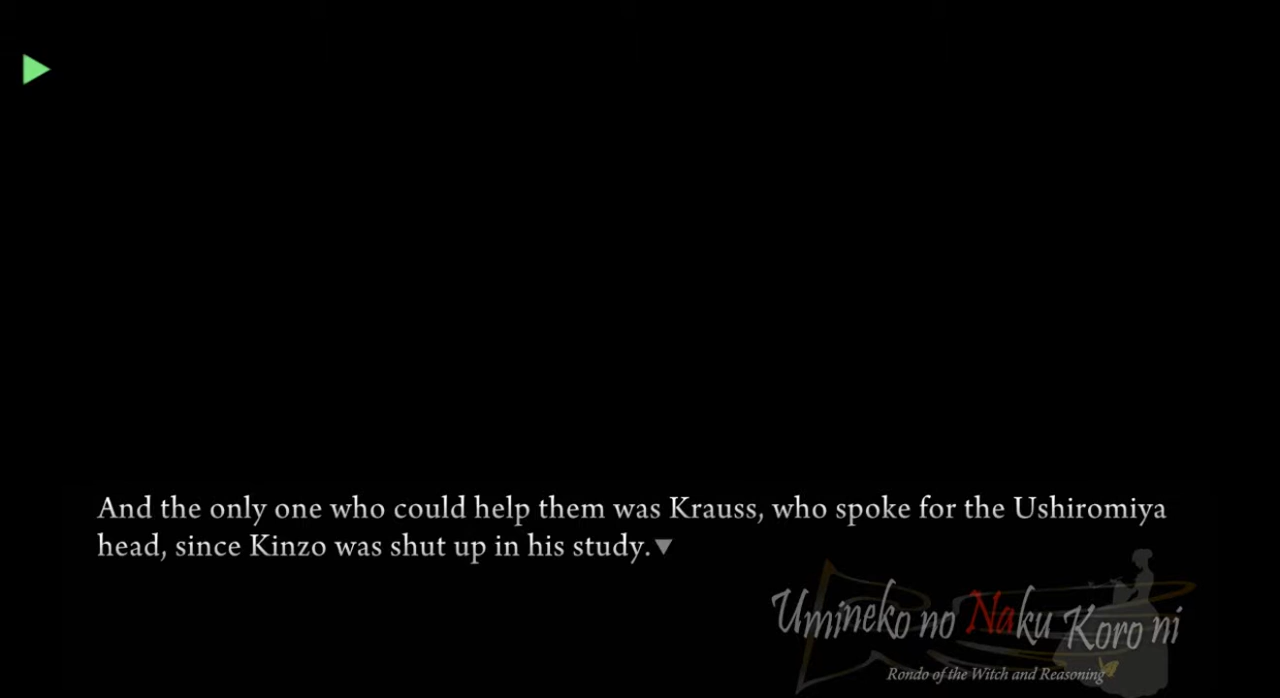 And the only one who could help them was Krauss, who spoke for the Ushiromiya
head, since Kinzo was shut up in his study.
Umineko no Naku Koro ni
Rondo of the Witch and Reasoning